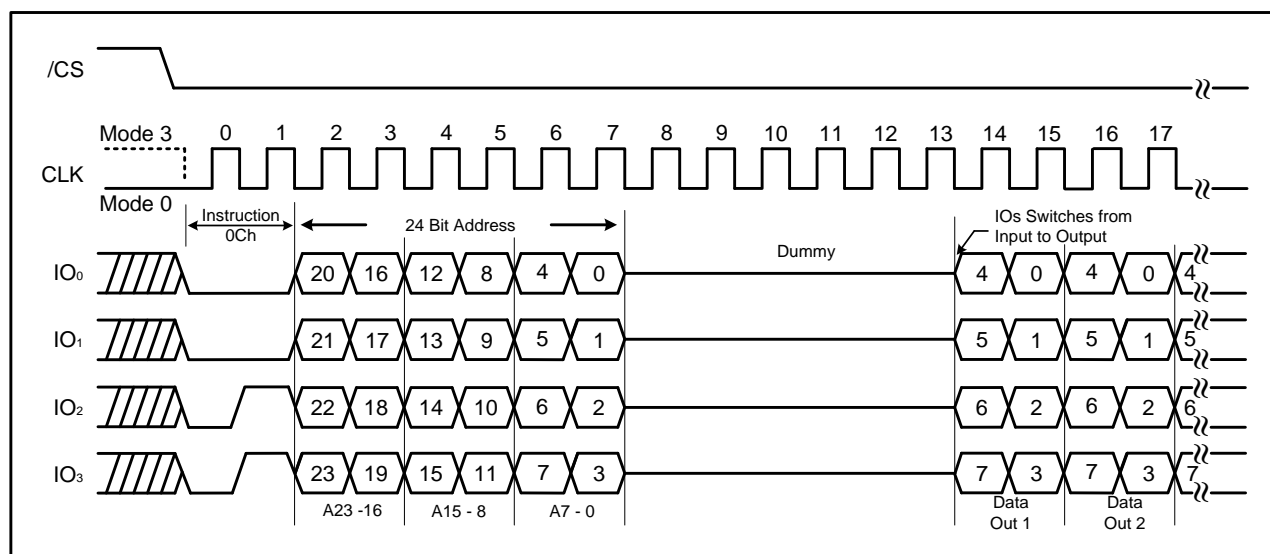 /CS
Mode 3 0 1 2 3 4 5 6 7 8 9 10 11 12 13 14 15 16 17
CLK
Mode 0
Instruction
0Ch
24 Bit Address
IOs Switches from
Input to Output
Dummy
IO₀ 20 16 12 8 4 0 4 0 4 0 4
IO₁ 21 17 13 9 5 1 5 1 5 1 5
IO₂ 22 18 14 10 6 2 6 2 6 2 6
IO₃ 23 19 15 11 7 3 7 3 7 3 7
A23 -16 A15 - 8 A7 - 0
Data
Out 1
Data
Out 2